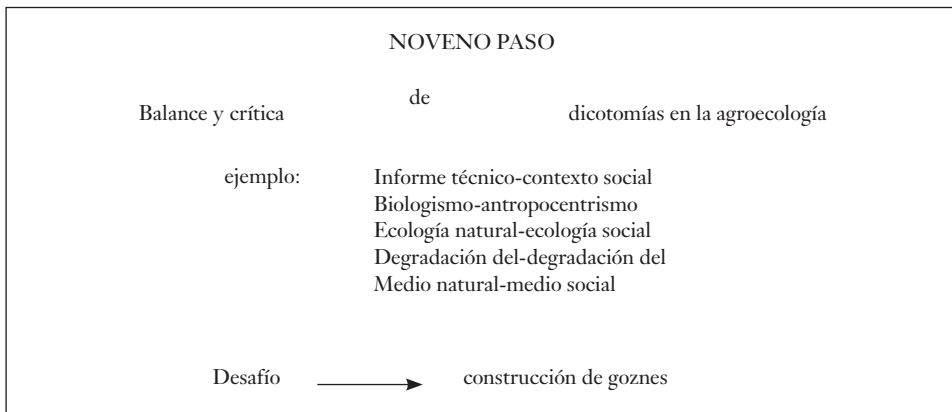 NOVENO PASO
Balance y crítica de dicotomías en la agroecología
ejemplo: Informe técnico-contexto social
Biologismo-antropocentrismo
Ecología natural-ecología social
Degradación del-degradación del
Medio natural-medio social
Desafío construcción de goznes